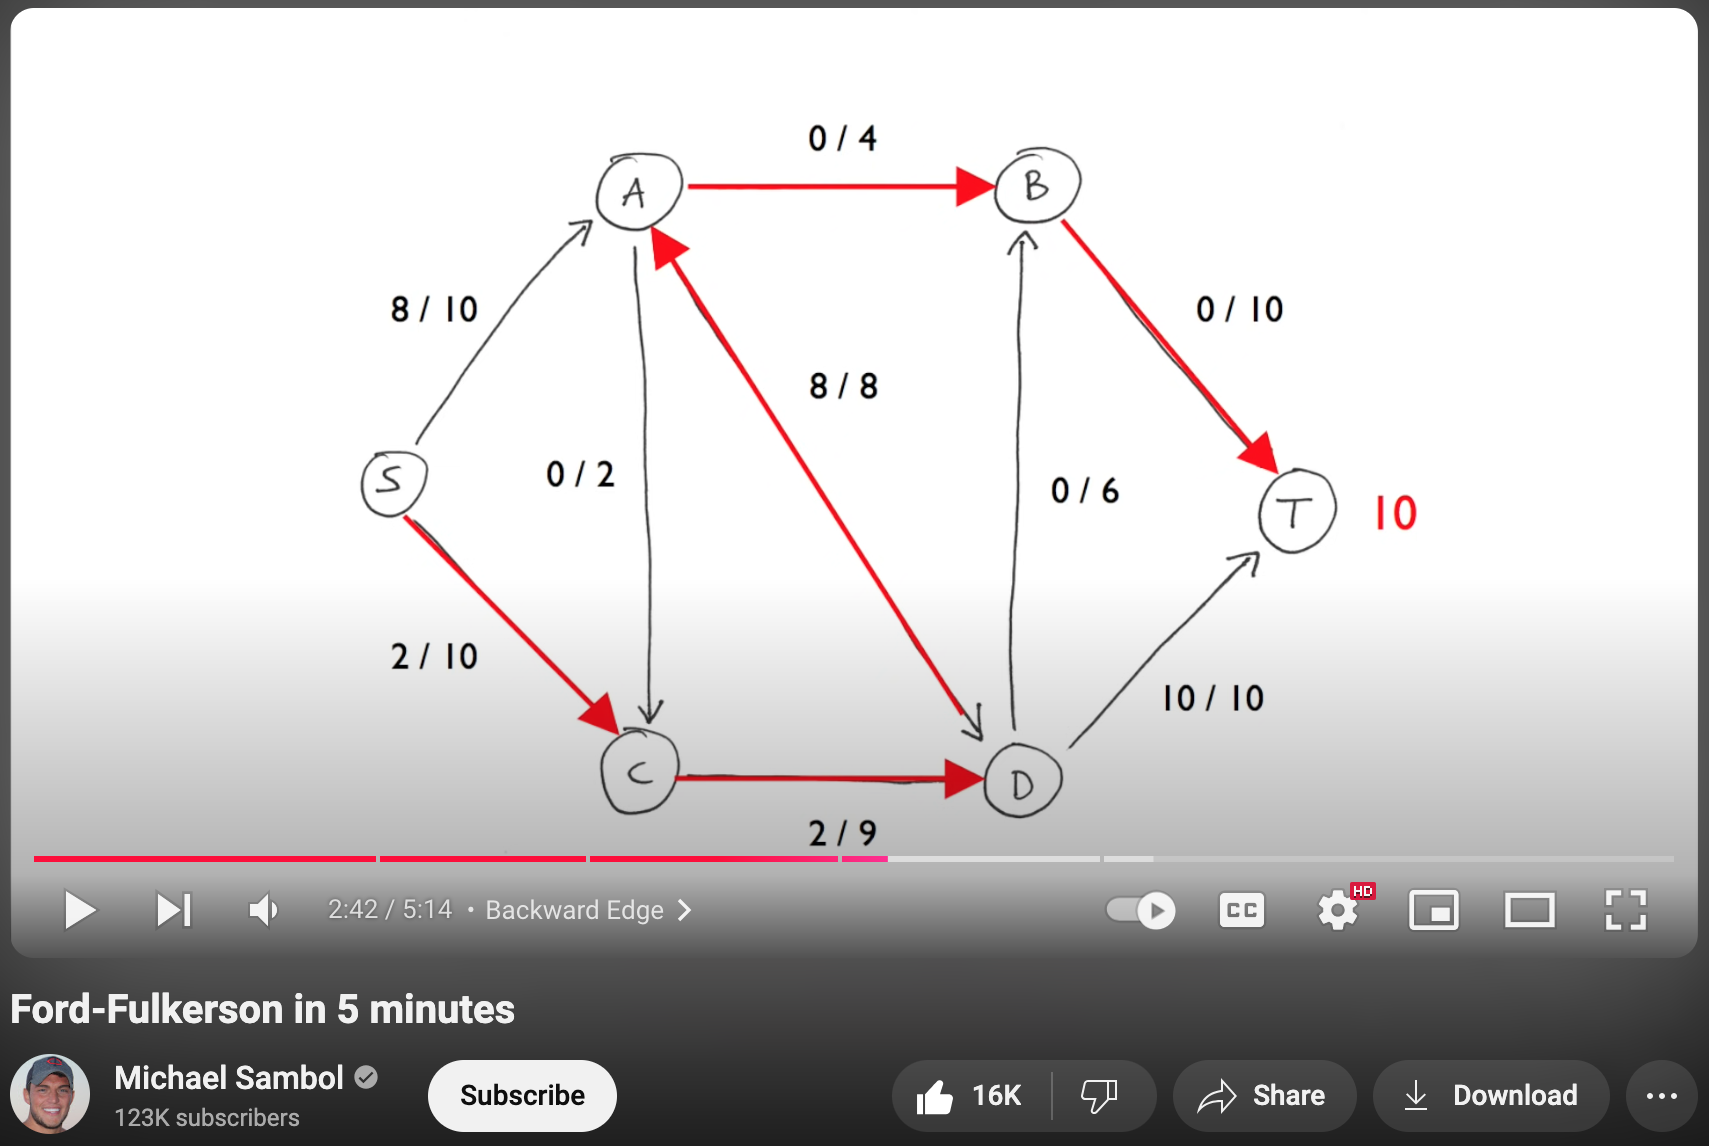 0 / 4
A
B
8 / 10
0 / 10
8 / 8
S
0 / 2
0 / 6
T
10
2 / 10
10 / 10
C
D
2 / 9
2:42 / 5:14 • Backward Edge
CC
HD
Ford-Fulkerson in 5 minutes
Michael Sambol
123K subscribers
Subscribe
16K
Share
Download